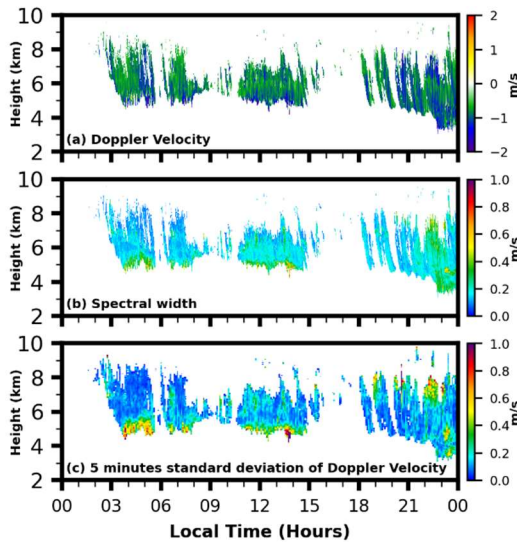 10
8
6
4
2
Height (km)
(a) Doppler Velocity
2
1
0
−1
−2
m/s
10
8
6
4
2
Height (km)
(b) Spectral width
1.0
0.8
0.6
0.4
0.2
0.0
m/s
10
8
6
4
2
Height (km)
(c) 5 minutes standard deviation of Doppler Velocity
1.0
0.8
0.6
0.4
0.2
0.0
m/s
00 03 06 09 12 15 18 21 00
Local Time (Hours)